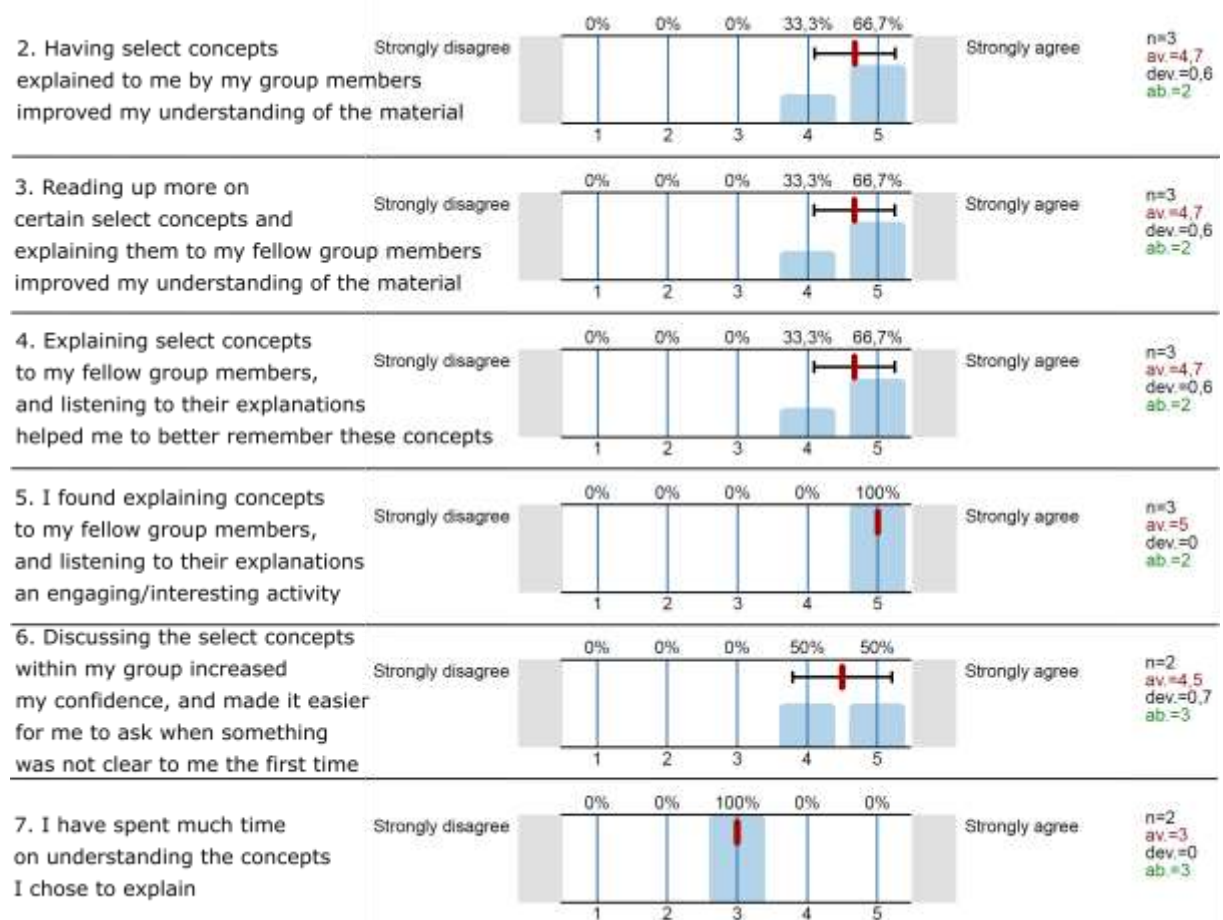 0% 0% 0% 33,3% 66,7%
2. Having select concepts
explained to me by my group members
improved my understanding of the material
Strongly disagree
Strongly agree
n=3
av.=4,7
dev.=0,6
ab.=2
1 2 3 4 5
0% 0% 0% 33,3% 66,7%
3. Reading up more on
certain select concepts and
explaining them to my fellow group members
improved my understanding of the material
Strongly disagree
Strongly agree
n=3
av.=4,7
dev.=0,6
ab.=2
1 2 3 4 5
0% 0% 0% 33,3% 66,7%
4. Explaining select concepts
to my fellow group members,
and listening to their explanations
helped me to better remember these concepts
Strongly disagree
Strongly agree
n=3
av.=4,7
dev.=0,6
ab.=2
1 2 3 4 5
0% 0% 0% 0% 100%
5. I found explaining concepts
to my fellow group members,
and listening to their explanations
an engaging/interesting activity
Strongly disagree
Strongly agree
n=3
av.=5
dev.=0
ab.=2
1 2 3 4 5
0% 0% 0% 50% 50%
6. Discussing the select concepts
within my group increased
my confidence, and made it easier
for me to ask when something
was not clear to me the first time
Strongly disagree
Strongly agree
n=2
av.=4,5
dev.=0,7
ab.=3
1 2 3 4 5
0% 0% 100% 0% 0%
7. I have spent much time
on understanding the concepts
I chose to explain
Strongly disagree
Strongly agree
n=2
av.=3
dev.=0
ab.=3
1 2 3 4 5